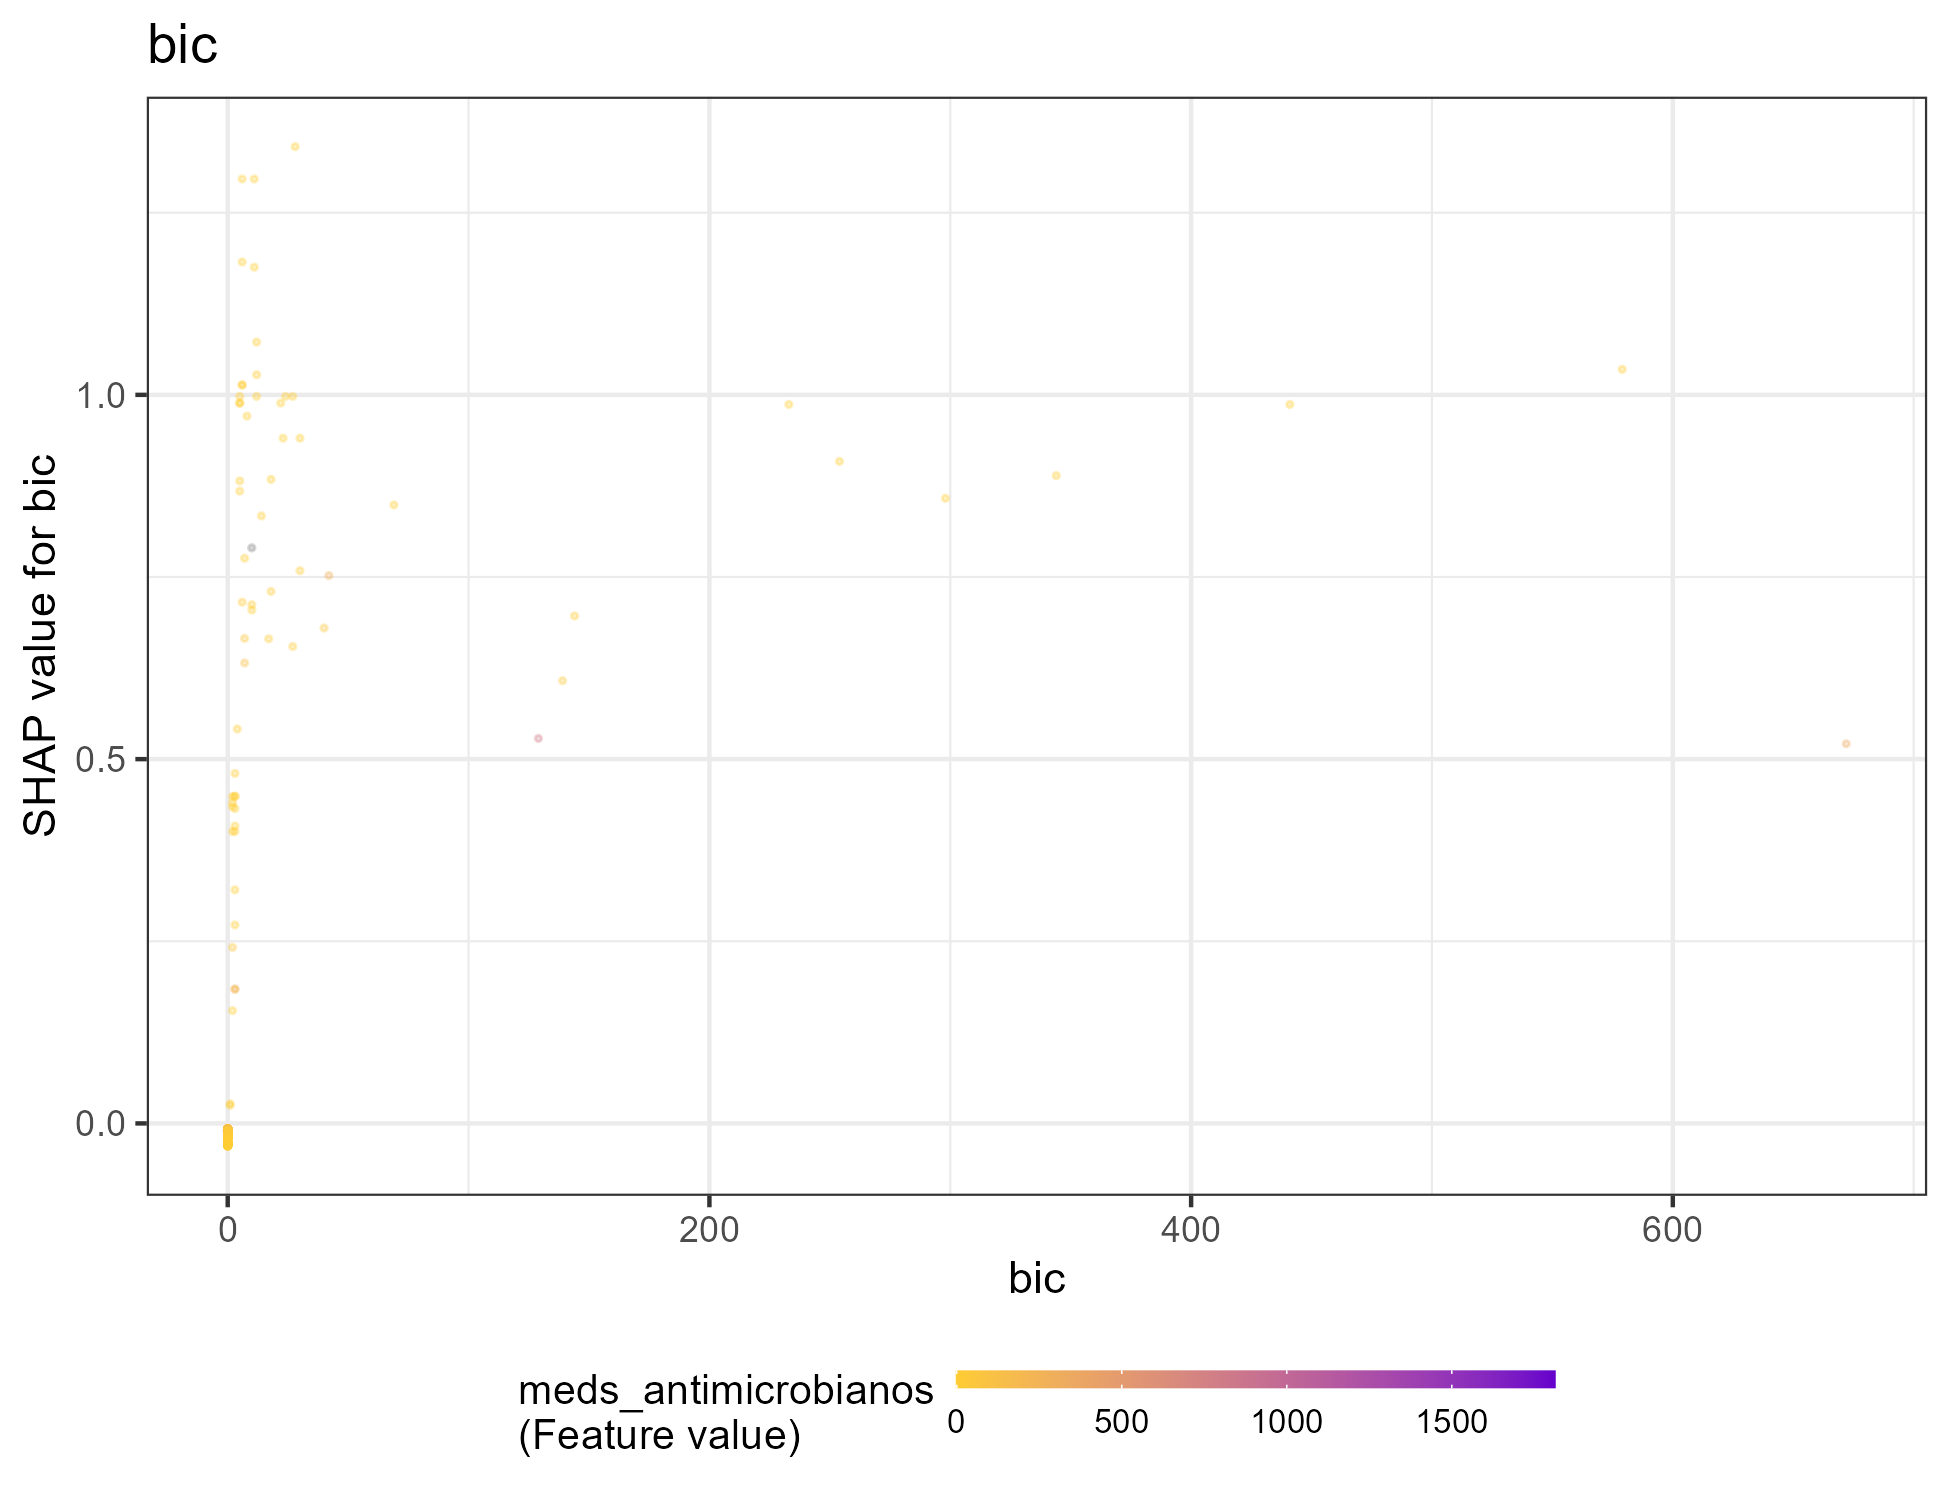 bic
SHAP value for bic
1.0
0.5
0.0
0 200 400 600
bic
meds_antimicrobianos
(Feature value)
0 500 1000 1500